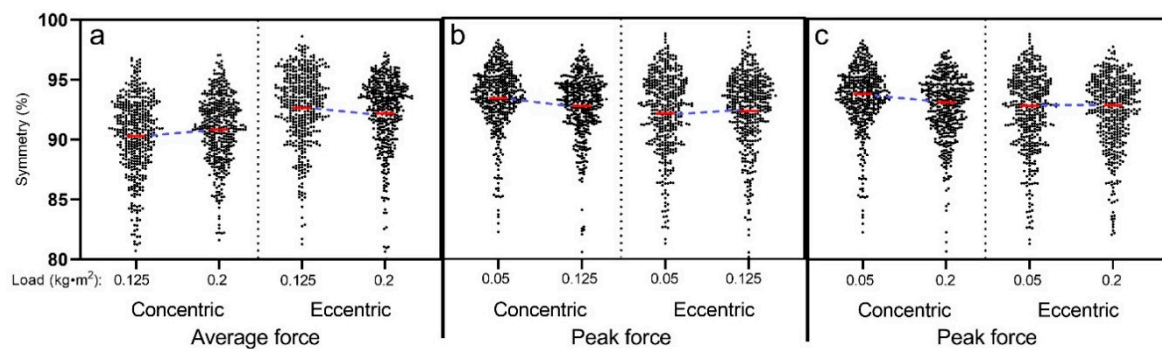 a
b
c
100
95
90
85
80
Symmetry (%)
Load (kg•m²): 0.125 0.2 0.125 0.2 0.05 0.125 0.05 0.125 0.05 0.2 0.05 0.2
Concentric Eccentric Concentric Eccentric Concentric Eccentric
Average force Peak force Peak force